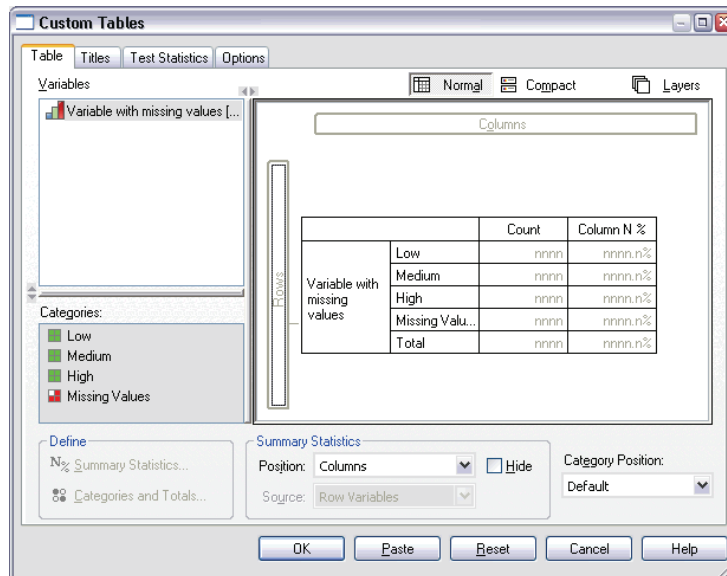 Custom Tables
Table Titles Test Statistics Options
Variables
Normal Compact Layers
Variable with missing values [...
Columns
Rows
Count Column N %
Variable with missing values
Low nnnn nnnn.n%
Medium nnnn nnnn.n%
High nnnn nnnn.n%
Missing Valu... nnnn nnnn.n%
Total nnnn nnnn.n%
Categories:
Low
Medium
High
Missing Values
Define
N% Summary Statistics...
Categories and Totals...
Summary Statistics
Position: Columns Hide
Source: Row Variables
Category Position:
Default
OK Paste Reset Cancel Help